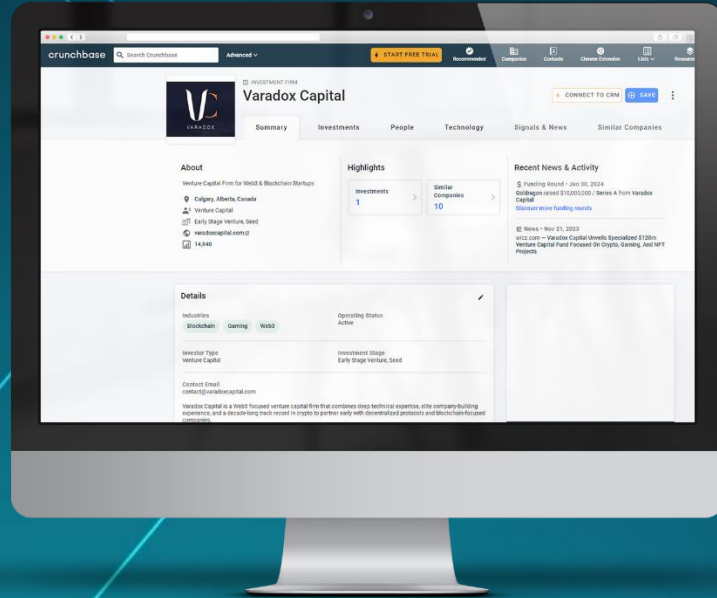 crunchbase
Search Crunchbase
Advanced
START FREE TRIAL
Recommended
Companies
Contacts
Chrome Extension
Lists
Resource
INVESTMENT FIRM
Varadox Capital
CONNECT TO CRM
SAVE
VC
VARADOX
Summary
Investments
People
Technology
Signals & News
Similar Companies
About
Venture Capital Firm for Web3 & Blockchain Startups
Calgary, Alberta, Canada
Venture Capital
Early Stage Venture, Seed
varadoxcapital.com
14,640
Highlights
Investments
1
Similar
Companies
10
Recent News & Activity
Funding Round • Jan 30, 2024
Goldregon raised $10,000,000 / Series A from Varadox
Capital
Discover more funding rounds
News • Nov 21, 2023
wicz.com — Varadox Capital Unveils Specialized $120m
Venture Capital Fund Focused On Crypto, Gaming, And NFT
Projects
Details
Industries
Blockchain
Gaming
Web3
Operating Status
Active
Investor Type
Venture Capital
Investment Stage
Early Stage Venture, Seed
Contact Email
contact@varadoxcapital.com
Varadox Capital is a Web3 focused venture capital firm that combines deep technical expertise, elite company-building
experience, and a decade-long track record in crypto to partner early with decentralized protocols and blockchain-focused
companies.